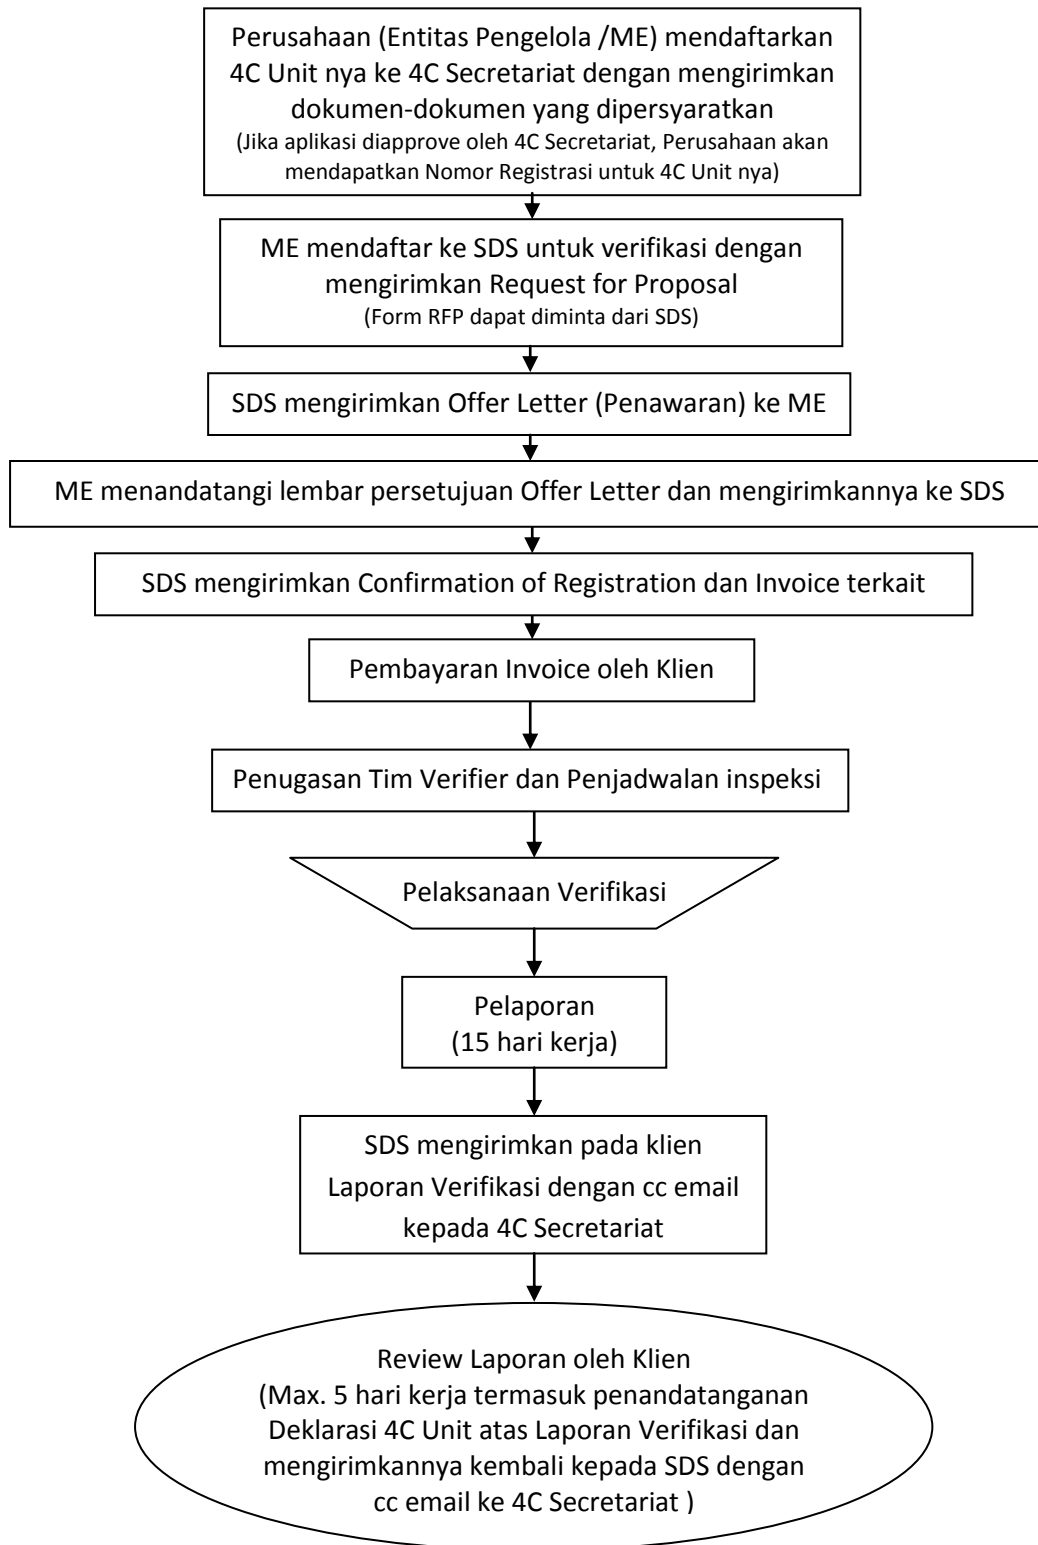 Perusahaan (Entitas Pengelola /ME) mendaftarkan
4C Unit nya ke 4C Secretariat dengan mengirimkan
dokumen-dokumen yang dipersyaratkan
(Jika aplikasi diapprove oleh 4C Secretariat, Perusahaan akan
mendapatkan Nomor Registrasi untuk 4C Unit nya)
ME mendaftar ke SDS untuk verifikasi dengan
mengirimkan Request for Proposal
(Form RFP dapat diminta dari SDS)
SDS mengirimkan Offer Letter (Penawaran) ke ME
ME menandatangi lembar persetujuan Offer Letter dan mengirimkannya ke SDS
SDS mengirimkan Confirmation of Registration dan Invoice terkait
Pembayaran Invoice oleh Klien
Penugasan Tim Verifier dan Penjadwalan inspeksi
Pelaksanaan Verifikasi
Pelaporan
(15 hari kerja)
SDS mengirimkan pada klien
Laporan Verifikasi dengan cc email
kepada 4C Secretariat
Review Laporan oleh Klien
(Max. 5 hari kerja termasuk penandatanganan
Deklarasi 4C Unit atas Laporan Verifikasi dan
mengirimkannya kembali kepada SDS dengan
cc email ke 4C Secretariat )